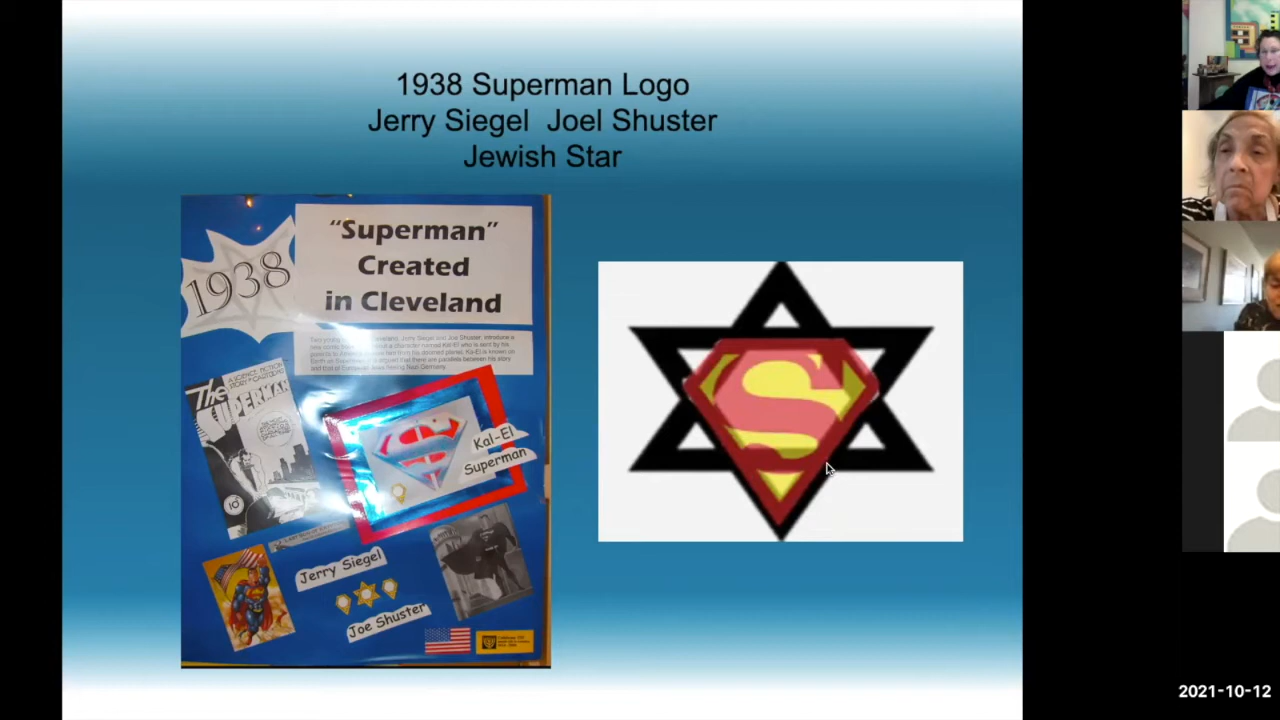 1938 Superman Logo
Jerry Siegel  Joel Shuster
Jewish Star
1938
"Superman"
Created
in Cleveland
The
SUPERMAN
10¢
Kal-El
Superman
Jerry Siegel
Joe Shuster
S
2021-10-12